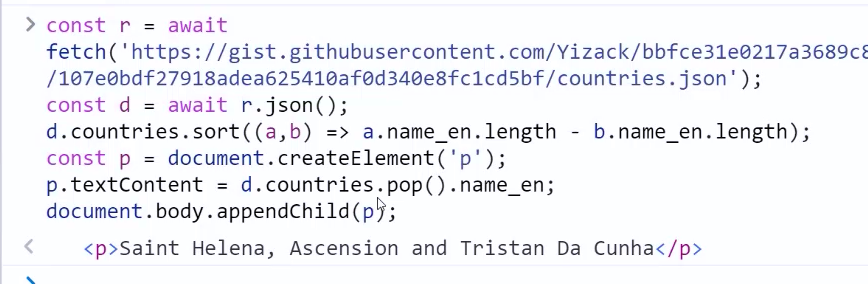 const r = await
fetch('https://gist.githubusercontent.com/Yizack/bbfce31e0217a3689c8
/107e0bdf27918adea625410af0d340e8fc1cd5bf/countries.json');
const d = await r.json();
d.countries.sort((a,b) => a.name_en.length - b.name_en.length);
const p = document.createElement('p');
p.textContent = d.countries.pop().name_en;
document.body.appendChild(p);
<p>Saint Helena, Ascension and Tristan Da Cunha</p>